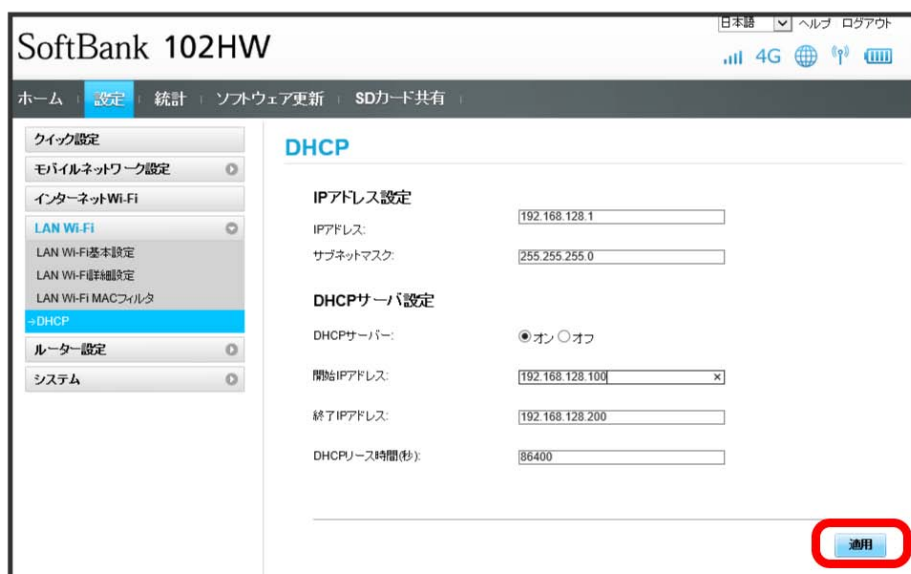 日本語 ヘルプ ログアウト
SoftBank 102HW
4G
ホーム 設定 統計 ソフトウェア更新 SDカード共有
クイック設定
モバイルネットワーク設定
インターネットWi-Fi
LAN Wi-Fi
LAN Wi-Fi基本設定
LAN Wi-Fi詳細設定
LAN Wi-Fi MACフィルタ
→DHCP
ルーター設定
システム
DHCP
IPアドレス設定
IPアドレス: 192.168.128.1
サブネットマスク: 255.255.255.0
DHCPサーバ設定
DHCPサーバー: オン オフ
開始IPアドレス: 192.168.128.100 ×
終了IPアドレス: 192.168.128.200
DHCPリース時間(秒): 86400
適用